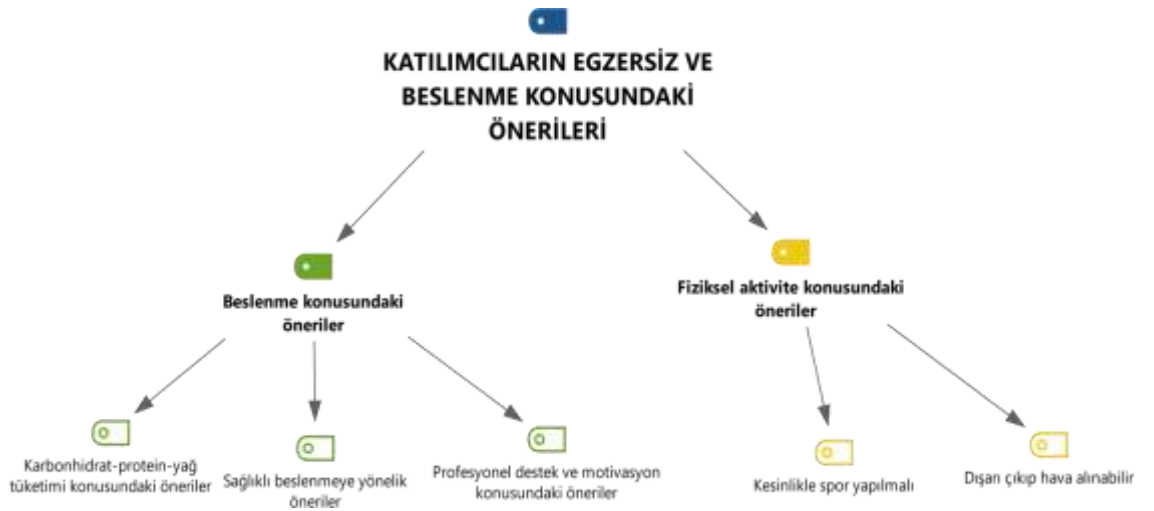 KATILIMCILARIN EGZERSİZ VE
BESLENME KONUSUNDAKİ
ÖNERİLERİ
Beslenme konusundaki
öneriler
Fiziksel aktivite konusundaki
öneriler
Karbonhidrat-protein-yağ
tüketimi konusundaki öneriler
Sağlıklı beslenmeye yönelik
öneriler
Profesyonel destek ve motivasyon
konusundaki öneriler
Kesinlikle spor yapılmalı
Dışarı çıkıp hava alınabilir